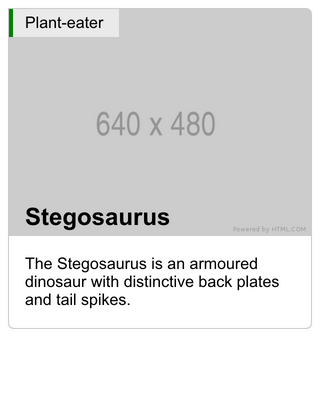 Plant-eater
640 x 480
Stegosaurus
Powered by HTML.COM
The Stegosaurus is an armoured
dinosaur with distinctive back plates
and tail spikes.